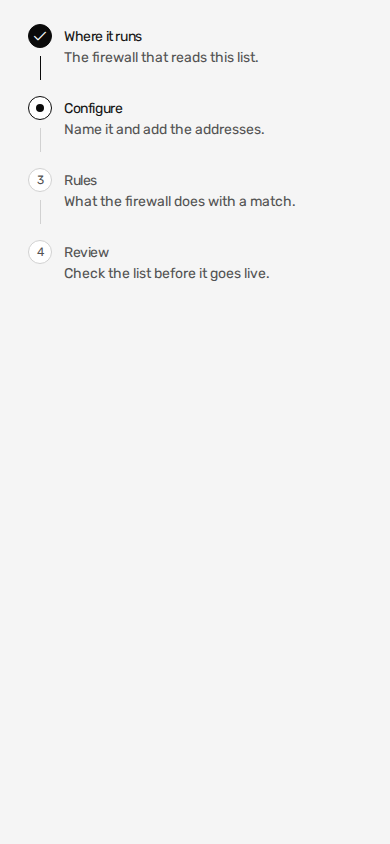 Where it runs
The firewall that reads this list.
Configure
Name it and add the addresses.
3
Rules
What the firewall does with a match.
4
Review
Check the list before it goes live.